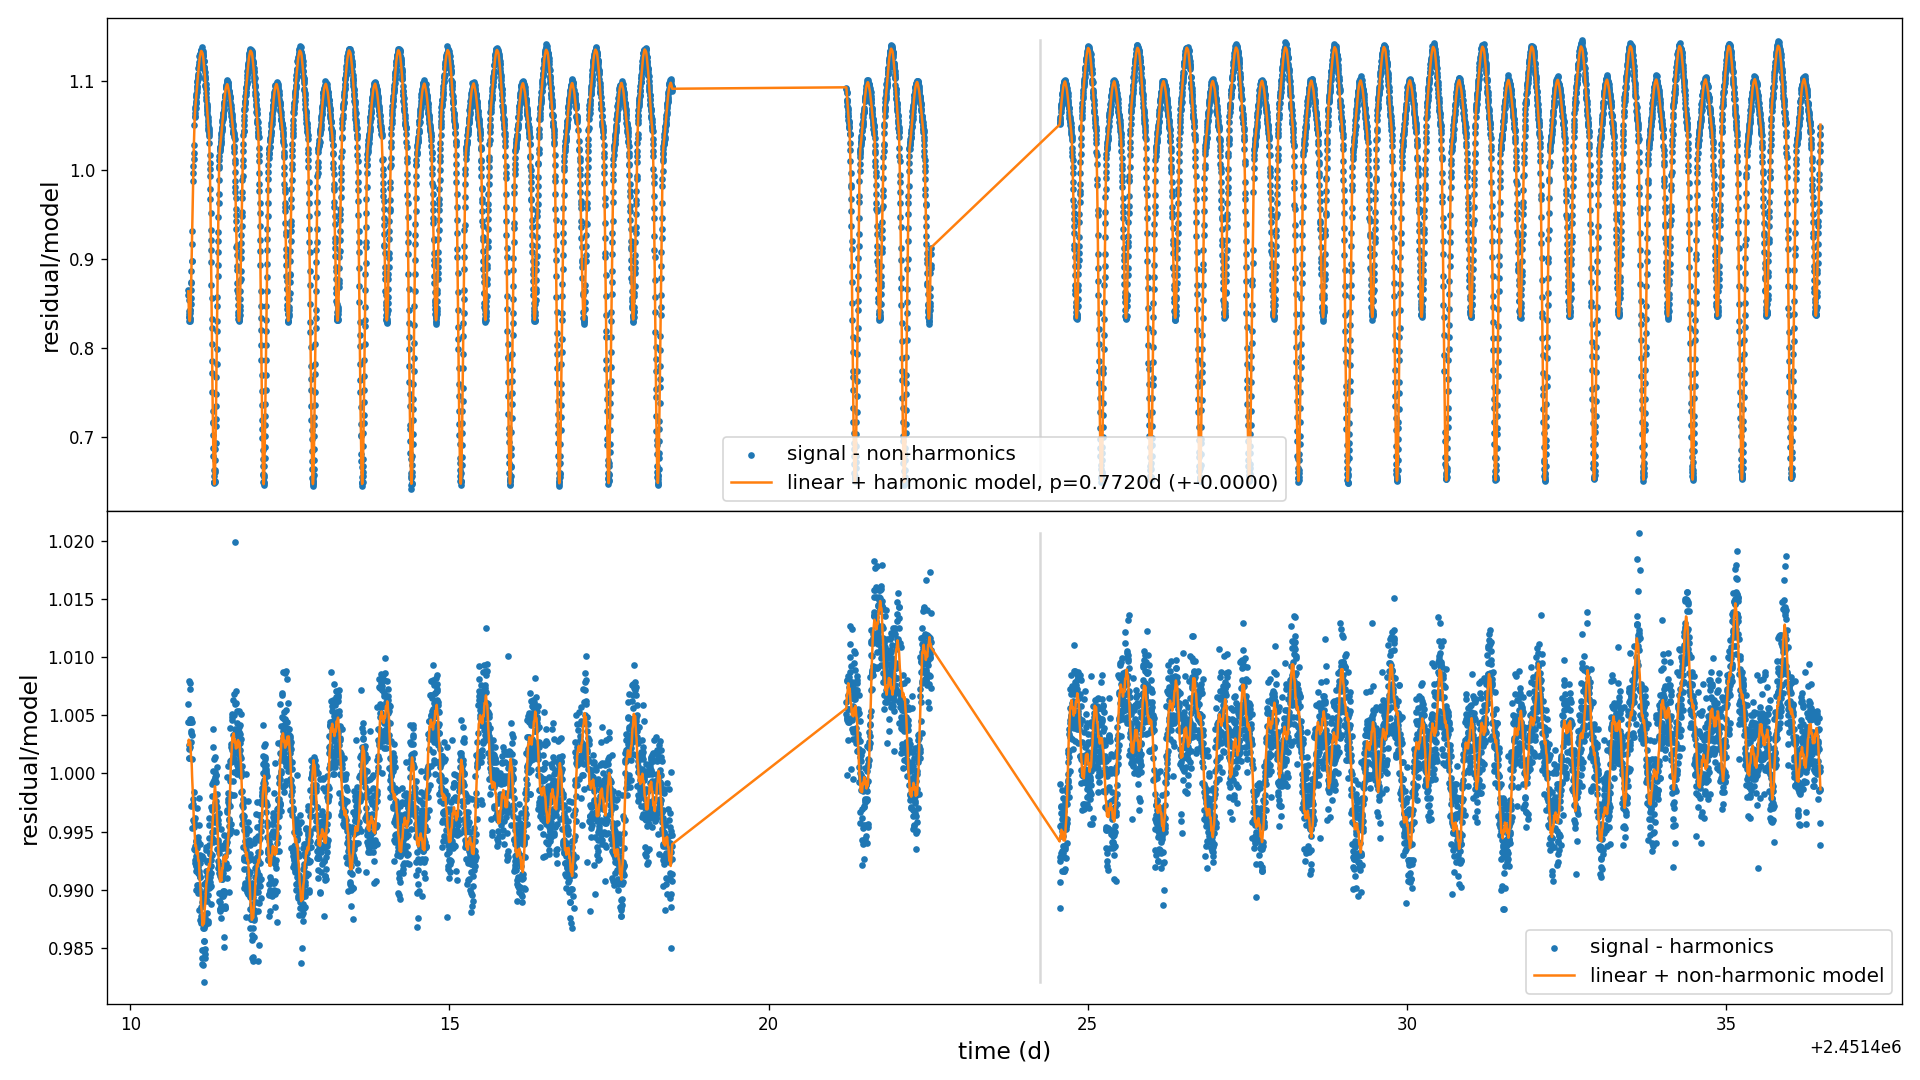 1.1
1.0
0.9
0.8
0.7
residual/model
signal - non-harmonics
linear + harmonic model, p=0.7720d (+-0.0000)
1.020
1.015
1.010
1.005
1.000
0.995
0.990
0.985
residual/model
signal - harmonics
linear + non-harmonic model
10 15 20 25 30 35
time (d)
+2.4514e6